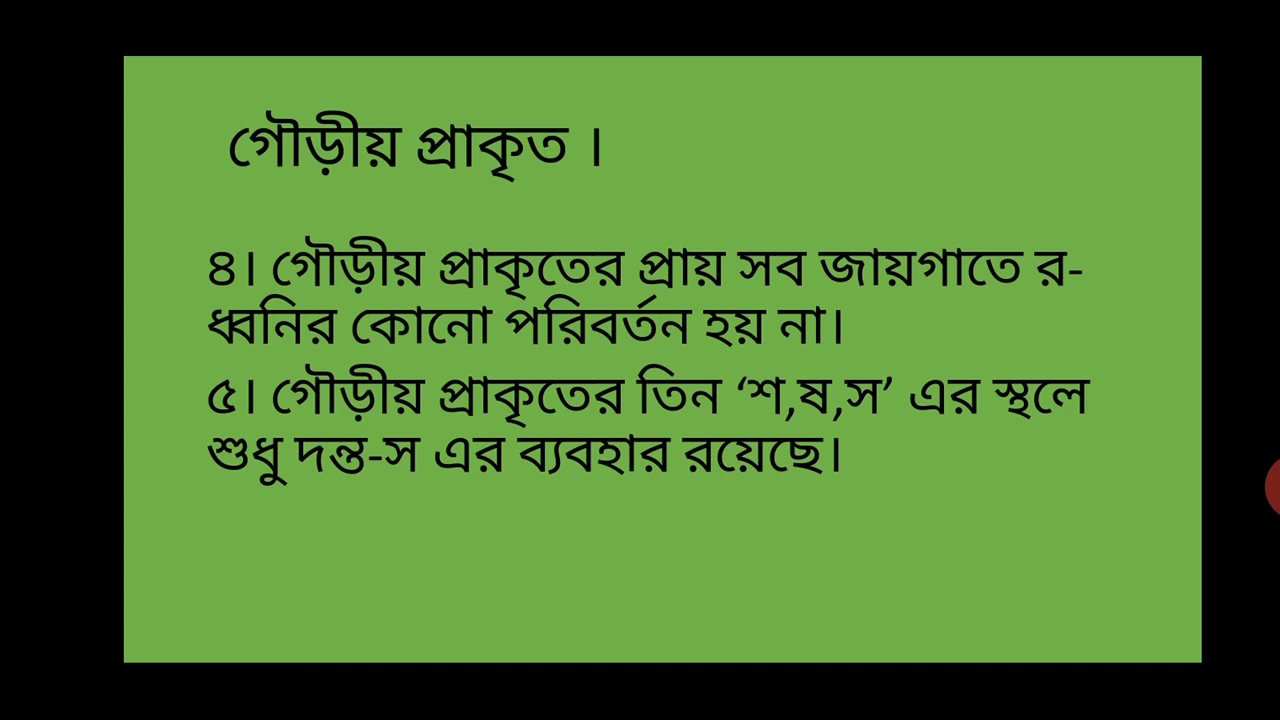 গৌড়ীয় প্রাকৃত ।
৪। গৌড়ীয় প্রাকৃতের প্রায় সব জায়গাতে র-
ধ্বনির কোনো পরিবর্তন হয় না।
৫। গৌড়ীয় প্রাকৃতের তিন ‘শ,ষ,স’ এর স্থলে
শুধু দন্ত-স এর ব্যবহার রয়েছে।